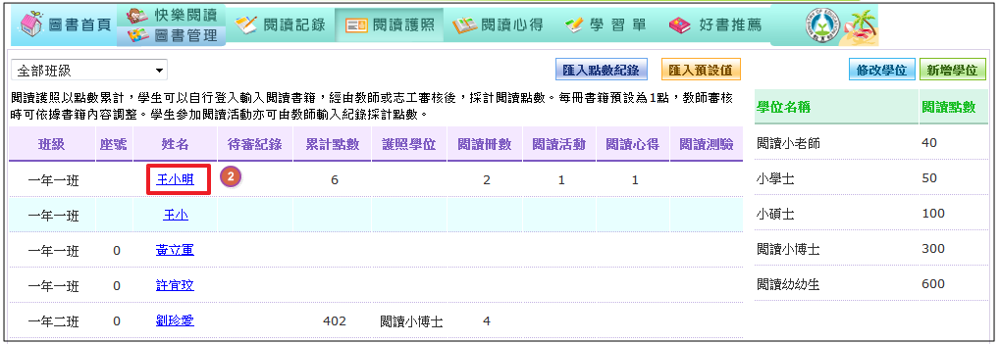 圖書首頁 快樂閱讀 圖書管理 閱讀記錄 閱讀護照 閱讀心得 學習單 好書推薦
全部班級 匯入點數紀錄 匯入預設值 修改學位 新增學位
閱讀護照以點數累計，學生可以自行登入輸入閱讀書籍，經由教師或志工審核後，採計閱讀點數。每冊書籍預設為1點，教師審核
時可依據書籍內容調整。學生參加閱讀活動亦可由教師輸入紀錄採計點數。
班級 座號 姓名 待審紀錄 累計點數 護照學位 閱讀冊數 閱讀活動 閱讀心得 閱讀測驗
一年一班 王小明 2 6 2 1 1
一年一班 王小
一年一班 0 黃立軍
一年一班 0 許宜玟
一年二班 0 劉珍愛 402 閱讀小博士 4
學位名稱 閱讀點數
閱讀小老師 40
小學士 50
小碩士 100
閱讀小博士 300
閱讀幼幼生 600